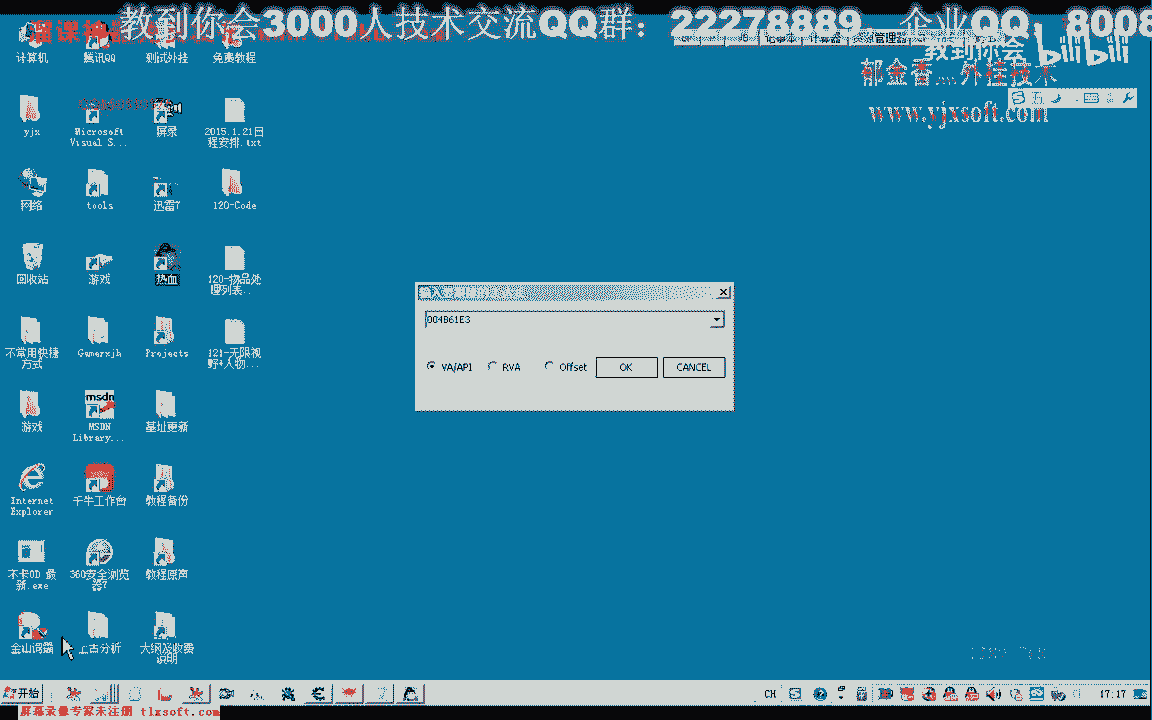 教到你会3000人技术交流QQ群：22278889 企业QQ：8008
教到你会 bilibili
郁金香
外挂技术
www.yjxsoft.com
计算机
腾讯QQ
测试外挂
免费教程
yjx
Microsoft
Visual S...
屏录
2015.1.21日
程安排.txt
网络
tools
迅雷7
120-Code
回收站
游戏
热血
120-物品处
理列表..
不常用快捷
方式
Gamerxjh
Projects
121-无限视
野+人物...
游戏
msdn
MSDN
Library...
基址更新
Internet
Explorer
千牛工作台
教程备份
不卡OD 最
新.exe
360安全浏览
器7
教程原声
金山词霸
上古分析
大纲及收费
说明
004B61E3
VA/API
RVA
Offset
OK
CANCEL
开始
CH
17:17
屏幕录像专家未注册 tlxsoft.com